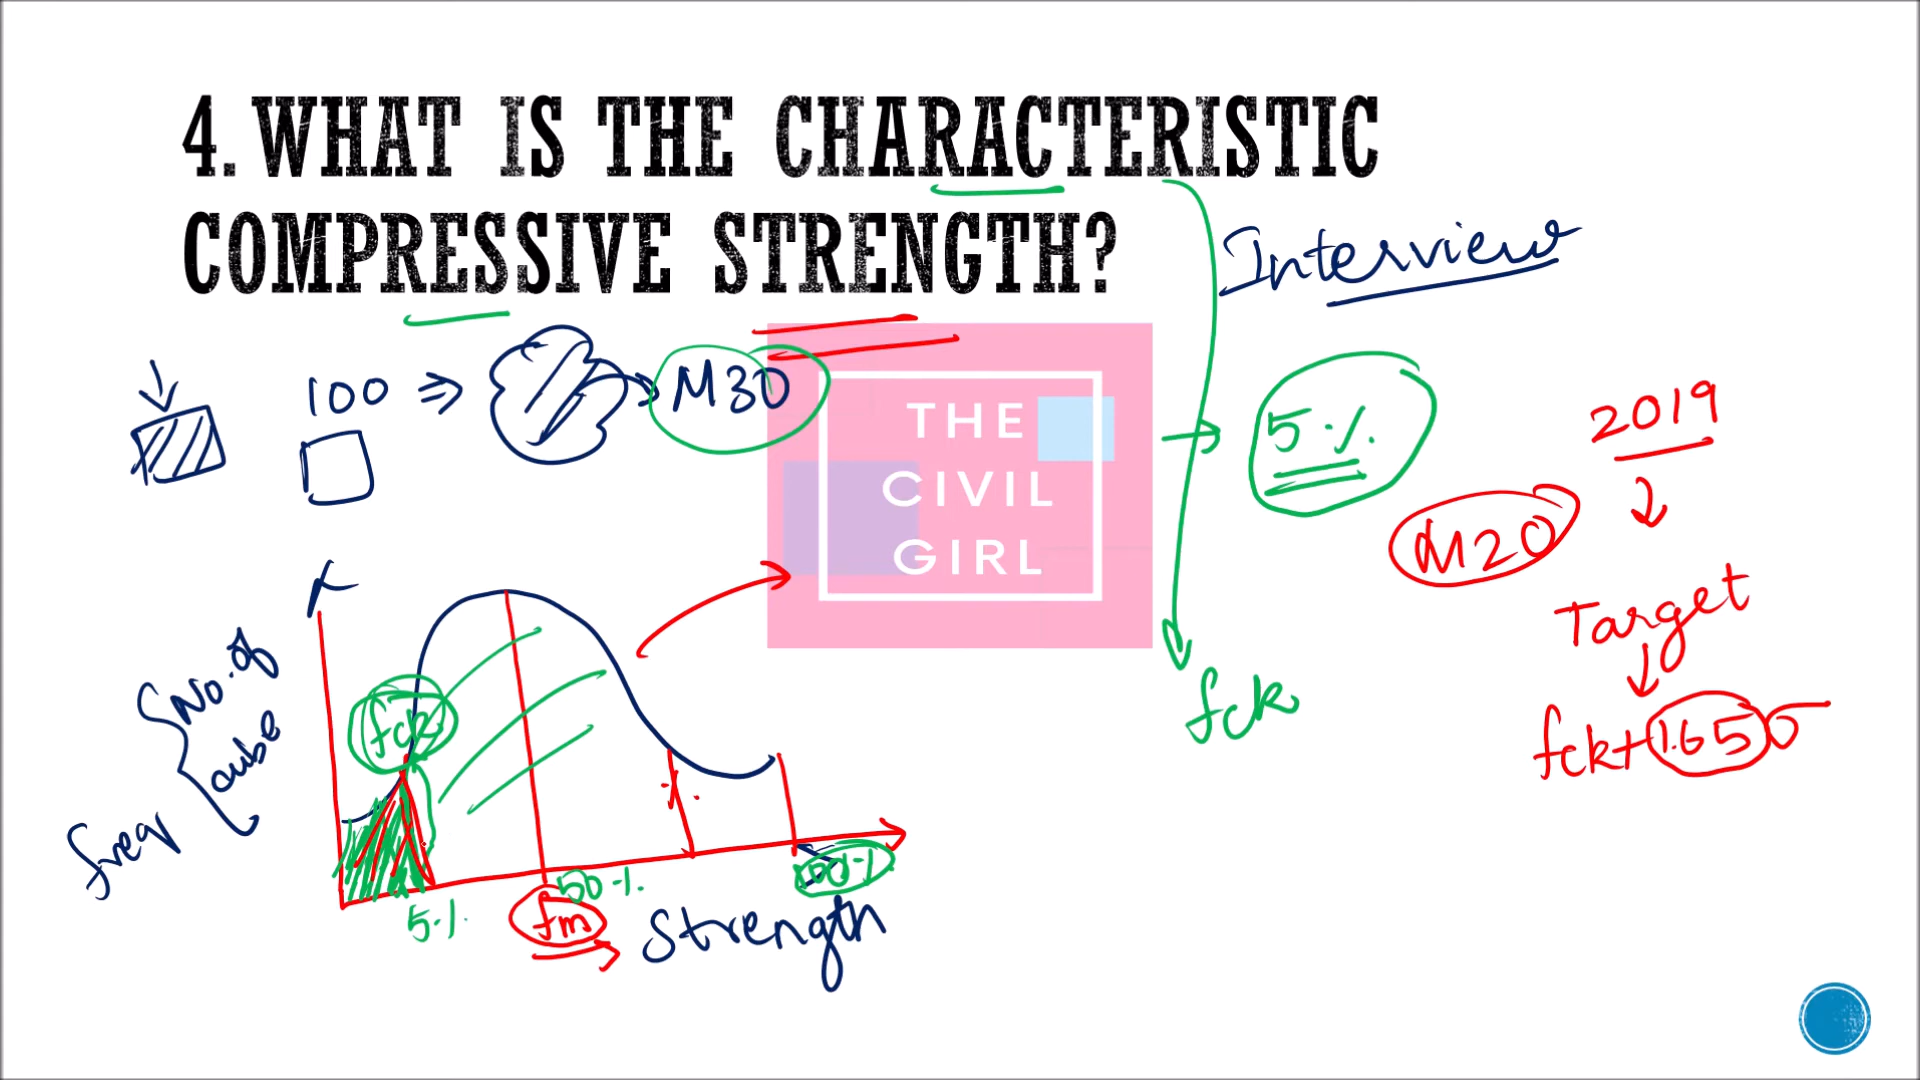 4. WHAT IS THE CHARACTERISTIC
COMPRESSIVE STRENGTH?
Interview
100 ⇒ M30
THE
CIVIL
GIRL
→ 5%
2019
M20
Target
fck+1.65σ
fck
No. of
cube
freq
fck
5%
50%
fm
100%
Strength